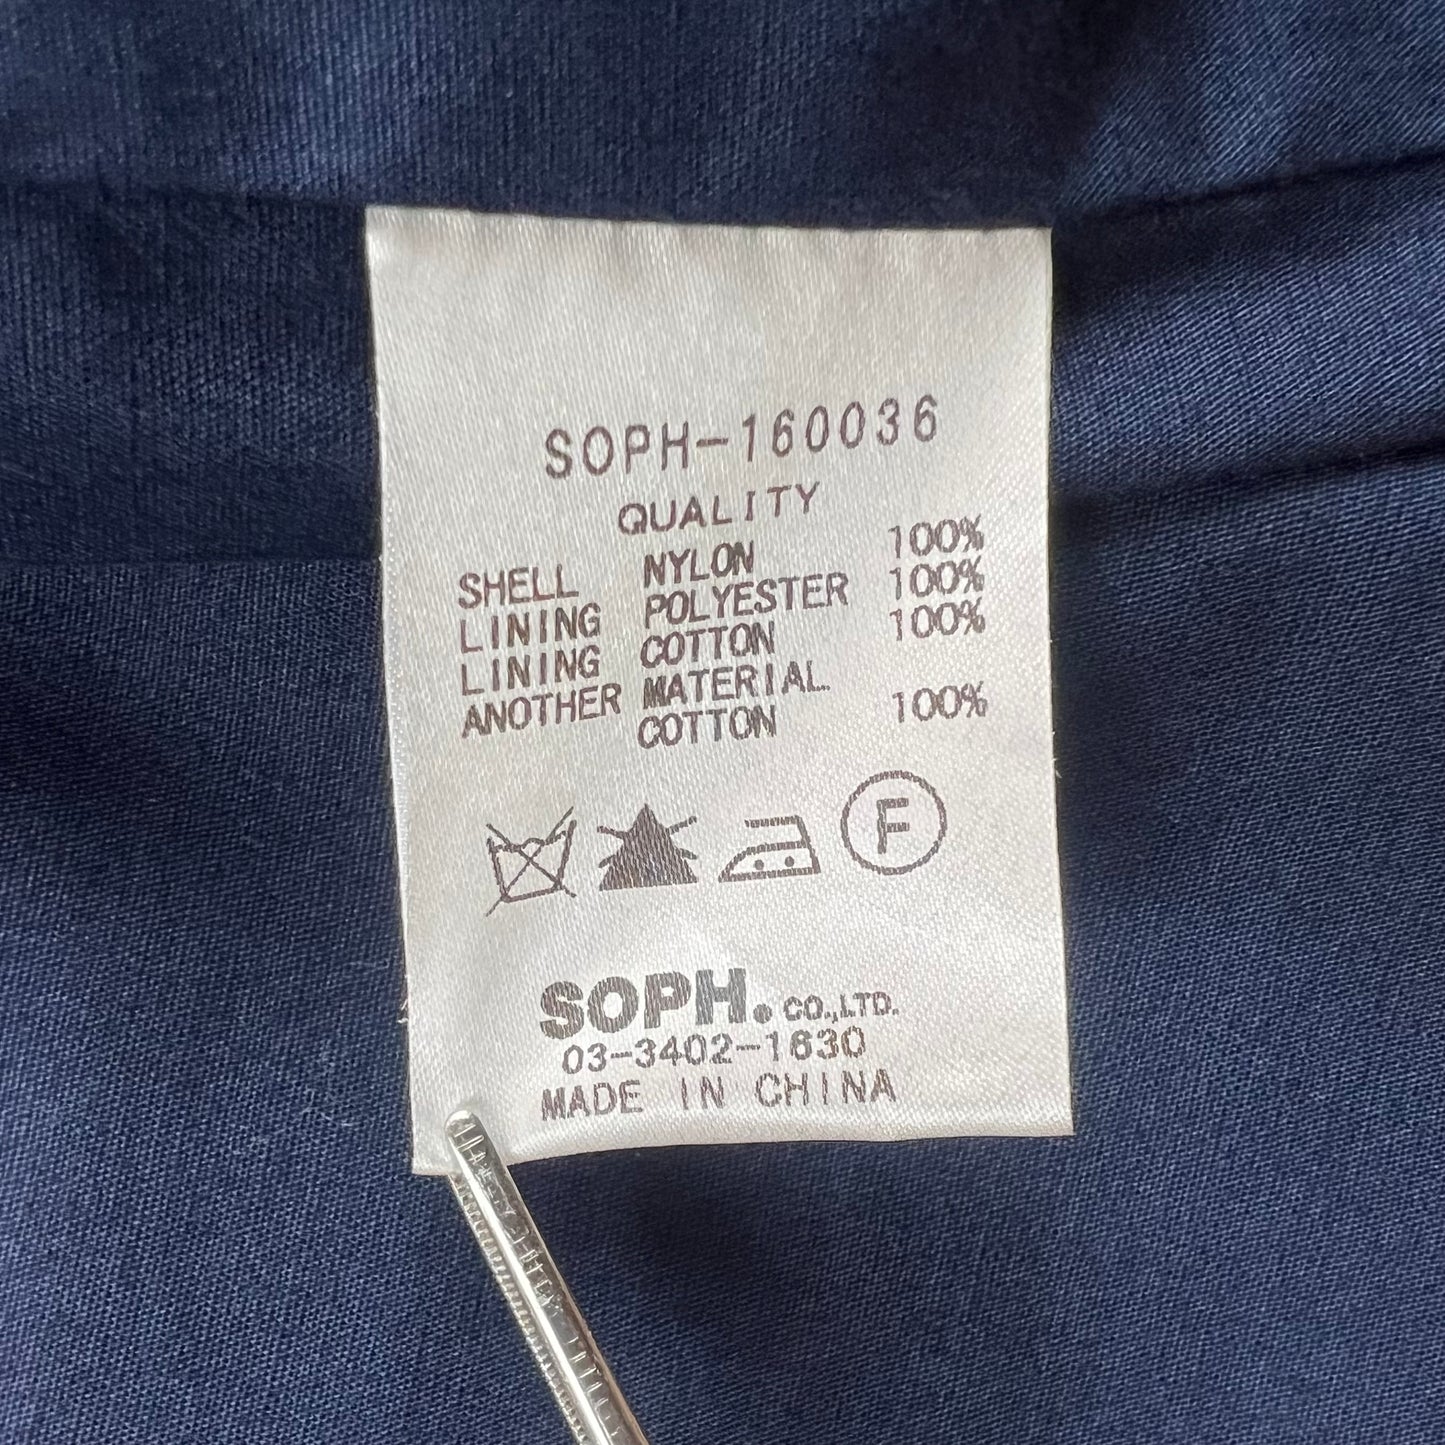 SOPH-160036
QUALITY
SHELL NYLON 100%
LINING POLYESTER 100%
LINING COTTON 100%
ANOTHER MATERIAL
COTTON 100%
F
SOPH. CO.,LTD.
03-3402-1630
MADE IN CHINA